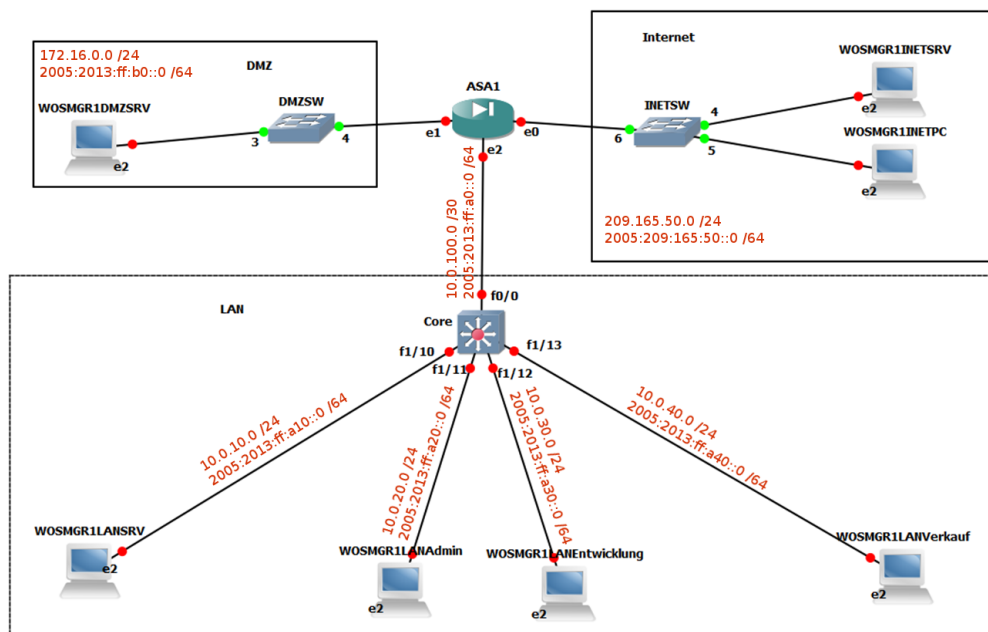 172.16.0.0 /24
2005:2013:ff:b0::0 /64
DMZ
WOSMGR1DMZSRV
e2
3
DMZSW
4
ASA1
e1
e0
e2
Internet
WOSMGR1INETSRV
e2
INETSW
6
4
5
WOSMGR1INETPC
e2
209.165.50.0 /24
2005:209:165:50::0 /64
10.0.100.0 /30
2005:2013:ff:a0::0 /64
LAN
f0/0
Core
f1/10
f1/11
f1/12
f1/13
10.0.10.0 /24
2005:2013:ff:a10::0 /64
10.0.20.0 /24
2005:2013:ff:a20::0 /64
10.0.30.0 /24
2005:2013:ff:a30::0 /64
10.0.40.0 /24
2005:2013:ff:a40::0 /64
WOSMGR1LANSRV
e2
WOSMGR1LANAdmin
e2
WOSMGR1LANEntwicklung
e2
WOSMGR1LANVerkauf
e2